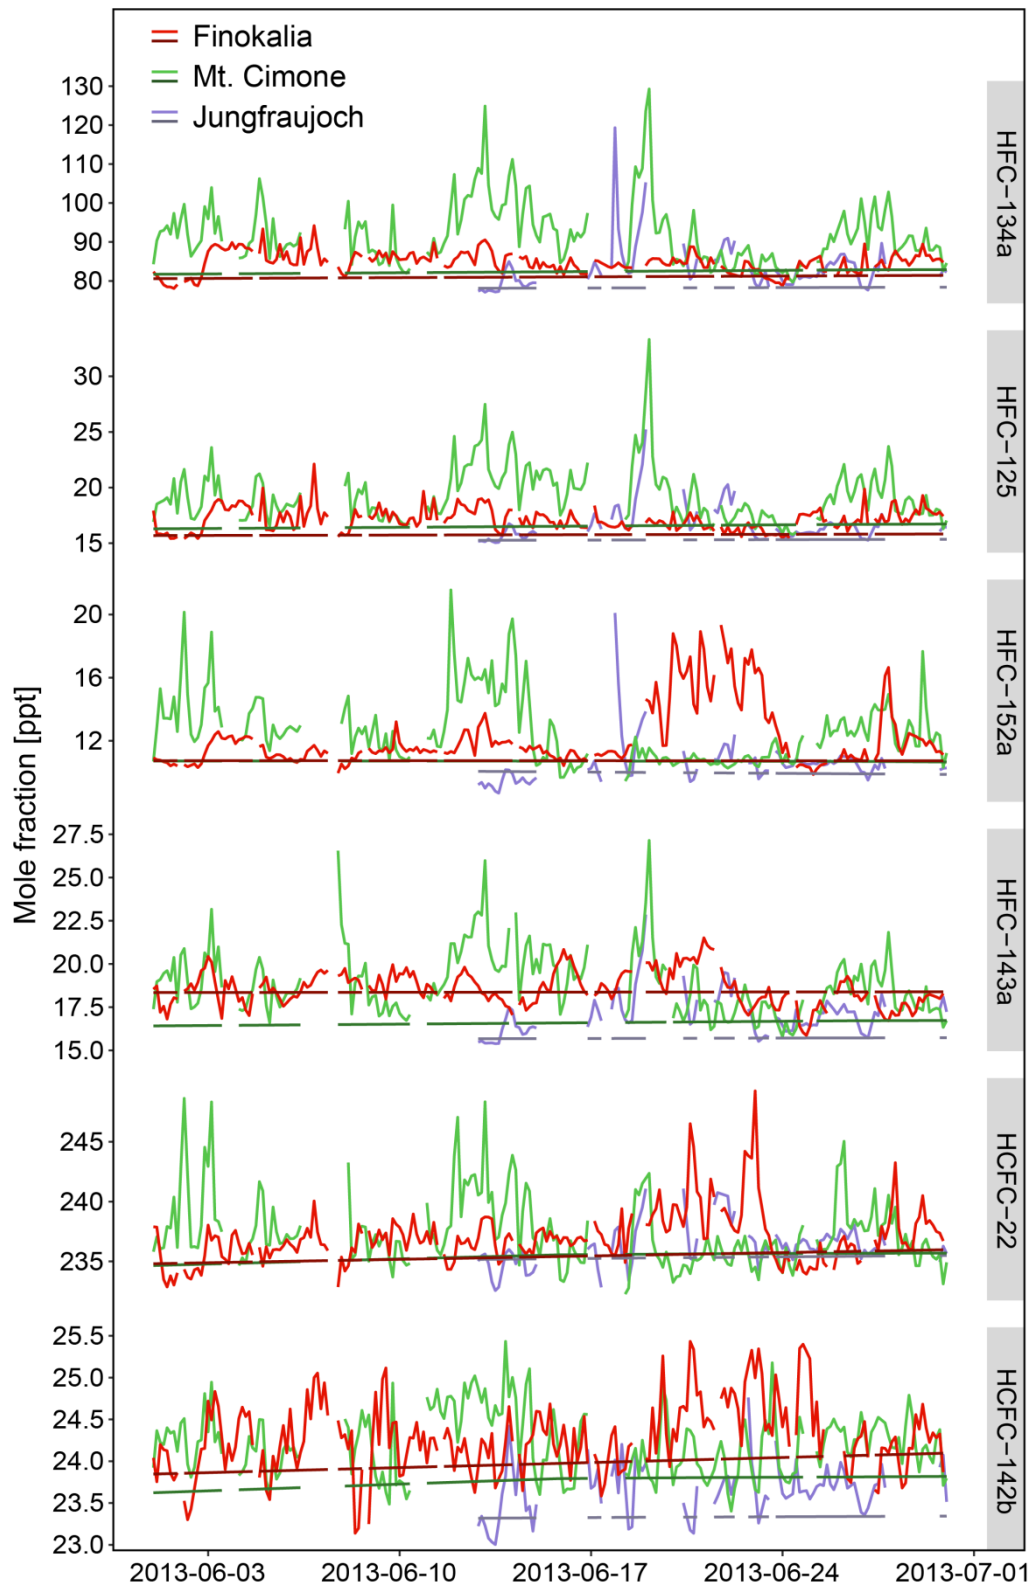 Finokalia
Mt. Cimone
Jungfraujoch
Mole fraction [ppt]
130
120
110
100
90
80
HFC−134a
30
25
20
15
HFC−125
20
16
12
HFC−152a
27.5
25.0
22.5
20.0
17.5
15.0
HFC−143a
245
240
235
HCFC−22
25.5
25.0
24.5
24.0
23.5
23.0
HCFC−142b
2013-06-03 2013-06-10 2013-06-17 2013-06-24 2013-07-01